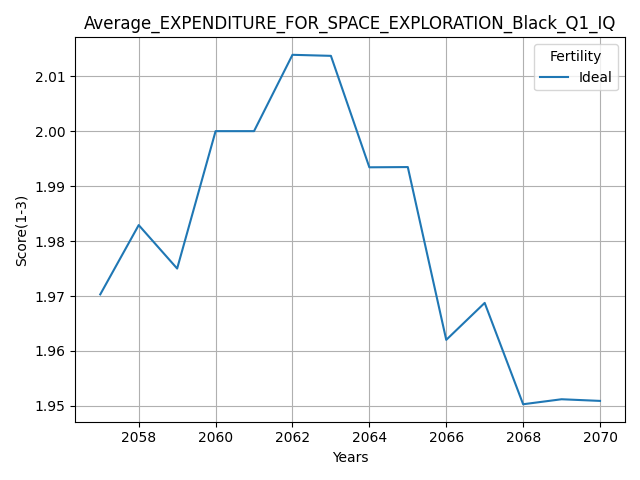 Average_EXPENDITURE_FOR_SPACE_EXPLORATION_Black_Q1_IQ
Fertility
Ideal
2.01
2.00
1.99
1.98
1.97
1.96
1.95
Score(1-3)
2058 2060 2062 2064 2066 2068 2070
Years